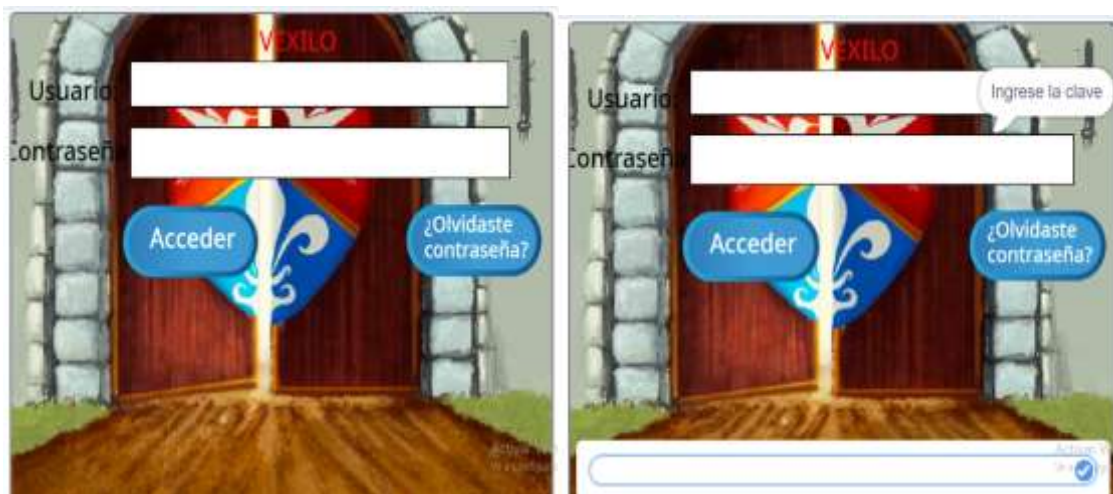 VEXILO
Usuario:
Contraseña
Acceder
¿Olvidaste
contraseña?
VEXILO
Usuario:
Ingrese la clave
Contraseña
Acceder
¿Olvidaste
contraseña?